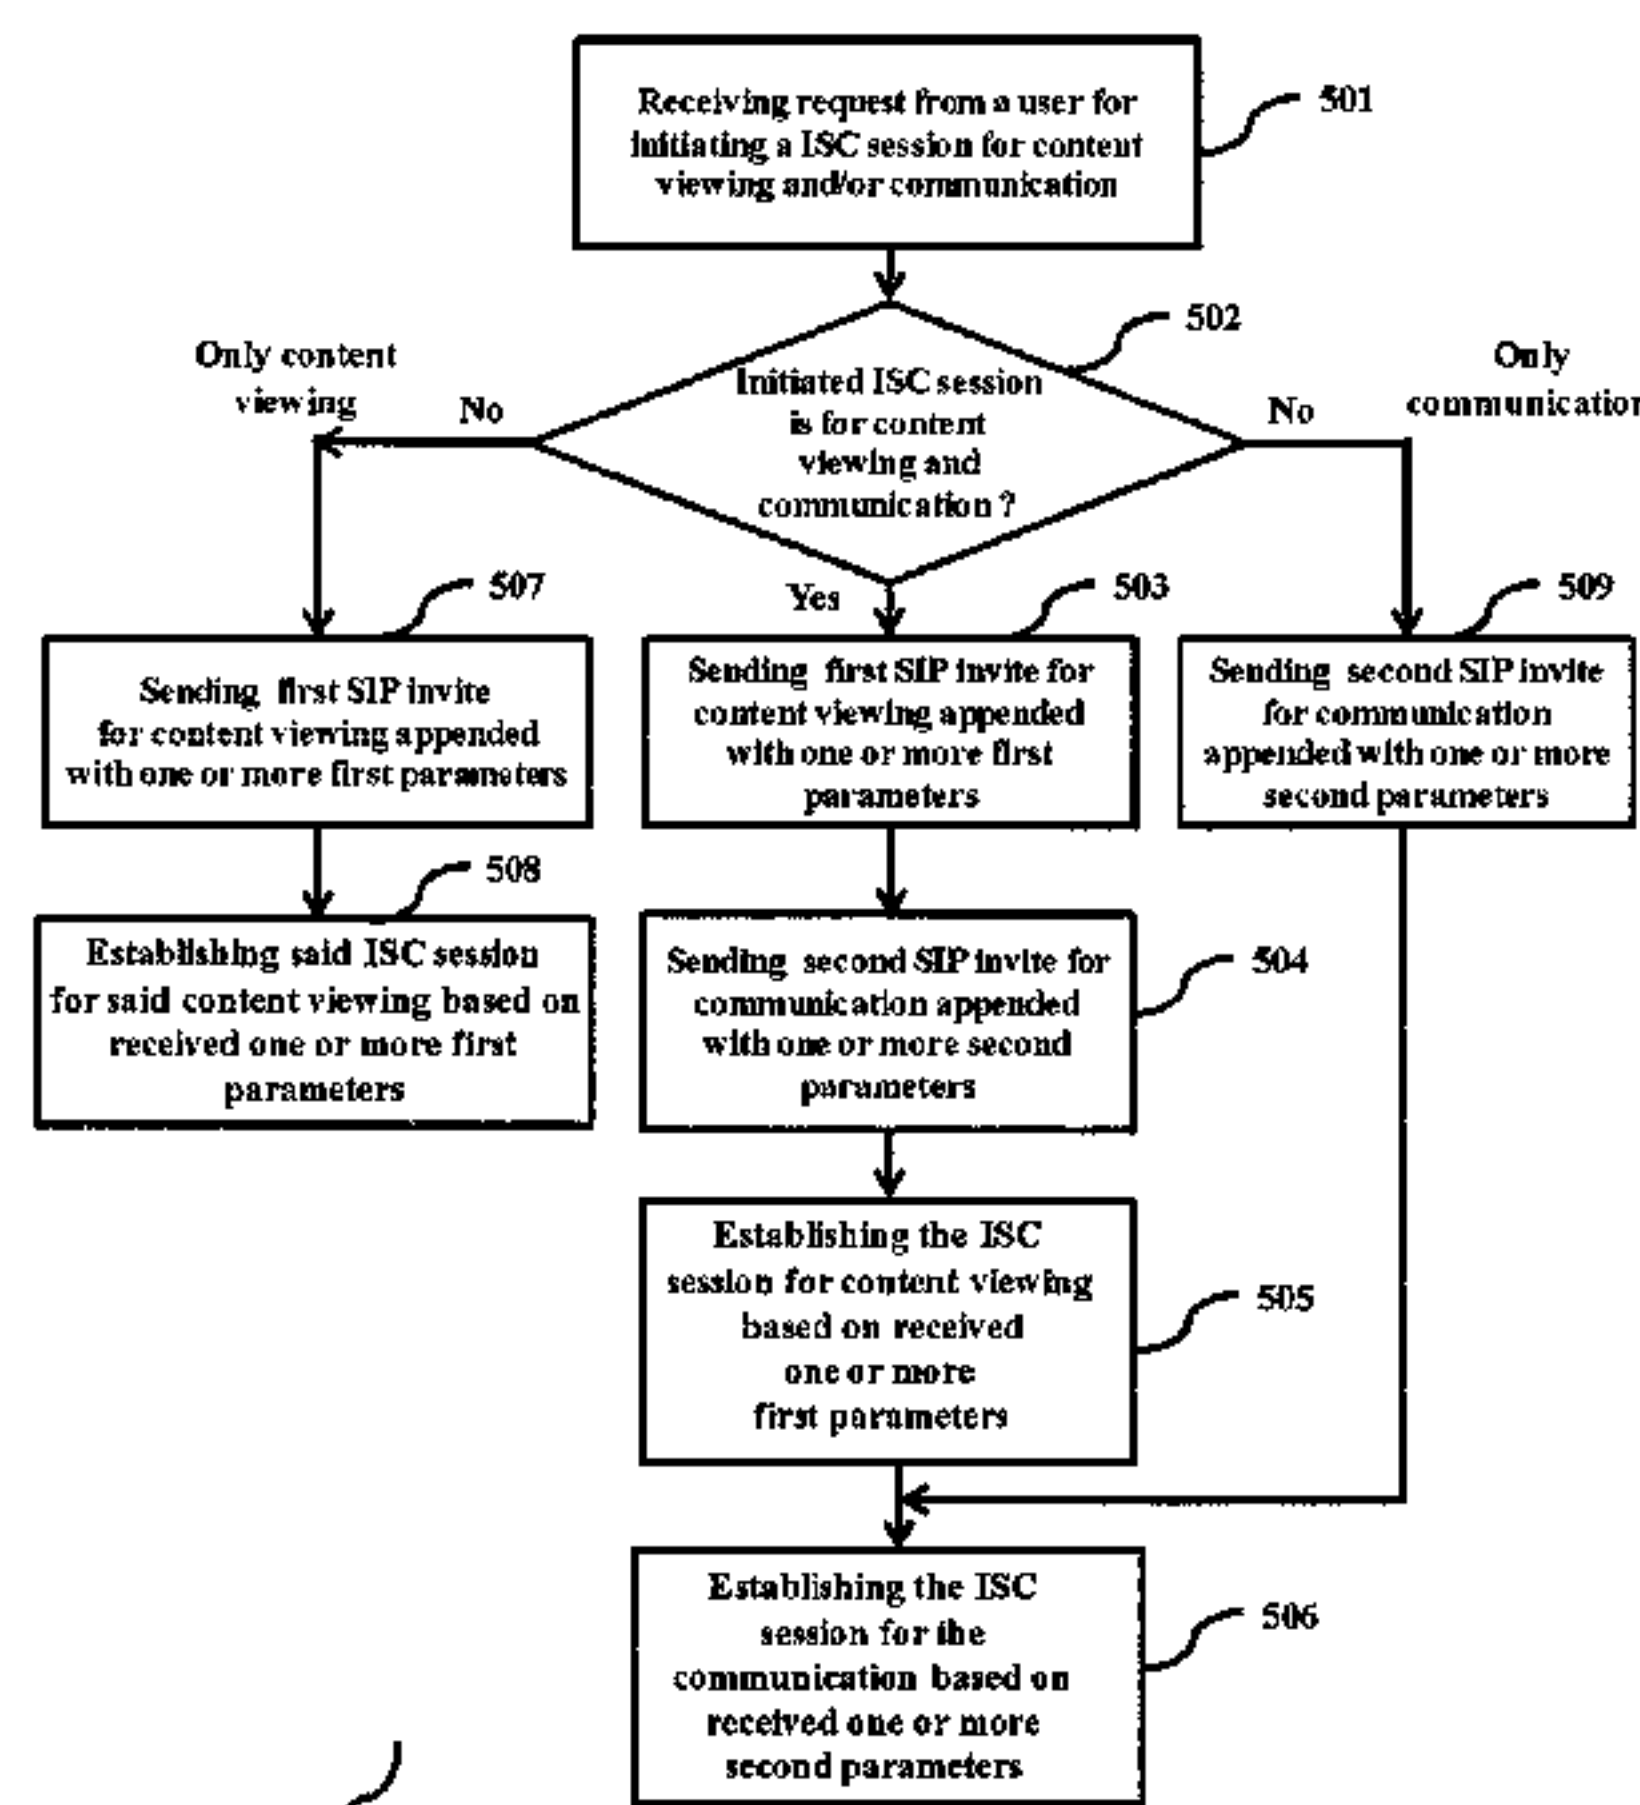 Receiving request from a user for
initiating a ISC session for content
viewing and/or communication
501
502
Only content
viewing
No
Initiated ISC session
is for content
viewing and
communication ?
No
Only
communication
Yes
507
503
509
Sending first SIP invite
for content viewing appended
with one or more first parameters
Sending first SIP invite for
content viewing appended
with one or more first
parameters
Sending second SIP invite
for communication
appended with one or more
second parameters
508
Establishing said ISC session
for said content viewing based on
received one or more first
parameters
Sending second SIP invite for
communication appended
with one or more second
parameters
504
Establishing the ISC
session for content viewing
based on received
one or more
first parameters
505
Establishing the ISC
session for the
communication based on
received one or more
second parameters
506